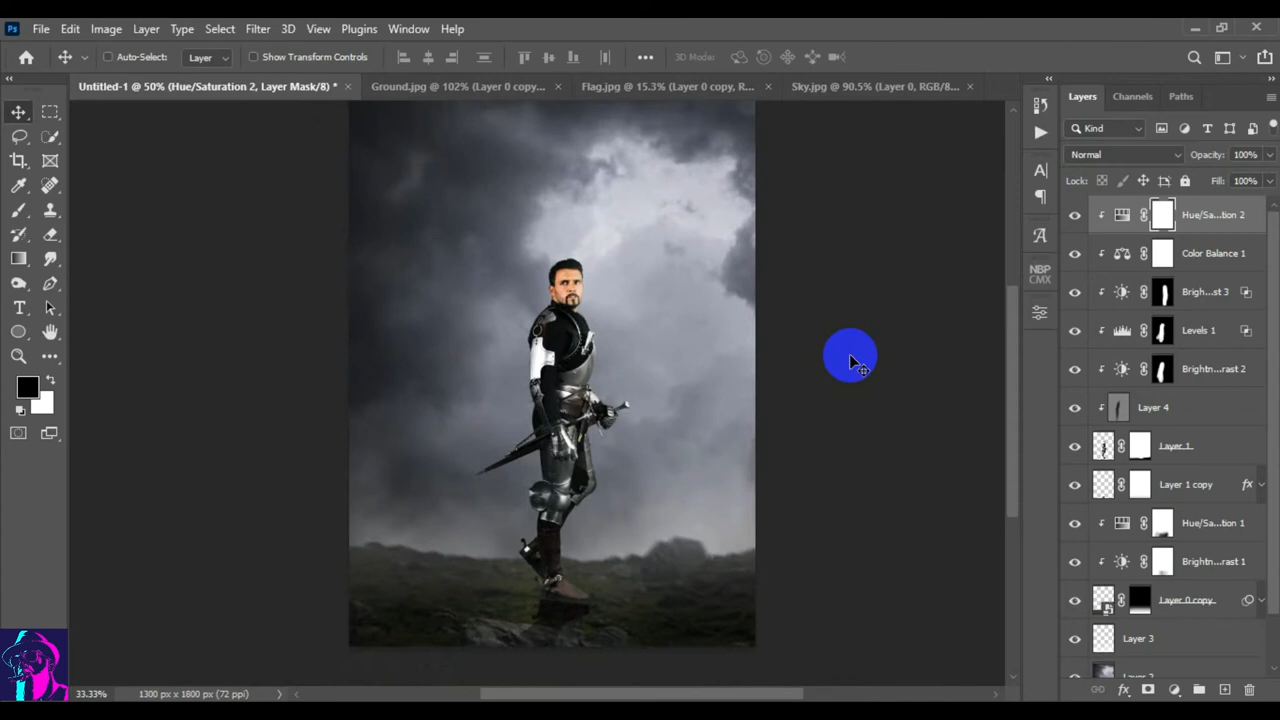 Ps File Edit Image Layer Type Select Filter 3D View Plugins Window Help
Auto-Select: Layer Show Transform Controls 3D Mode:
Untitled-1 @ 50% (Hue/Saturation 2, Layer Mask/8) * × Ground.jpg @ 102% (Layer 0 copy... × Flag.jpg @ 15.3% (Layer 0 copy, R... × Sky.jpg @ 90.5% (Layer 0, RGB/8... ×
Layers Channels Paths
Kind
Normal Opacity: 100%
Lock: Fill: 100%
Hue/Sa...tion 2
Color Balance 1
Brigh...st 3
Levels 1
Brightn...rast 2
Layer 4
Layer 1
Layer 1 copy fx
Hue/Sa...tion 1
Brightn...rast 1
Layer 0 copy
Layer 3
A
A
NBP
CMX
33.33% 1300 px x 1800 px (72 ppi)
fx